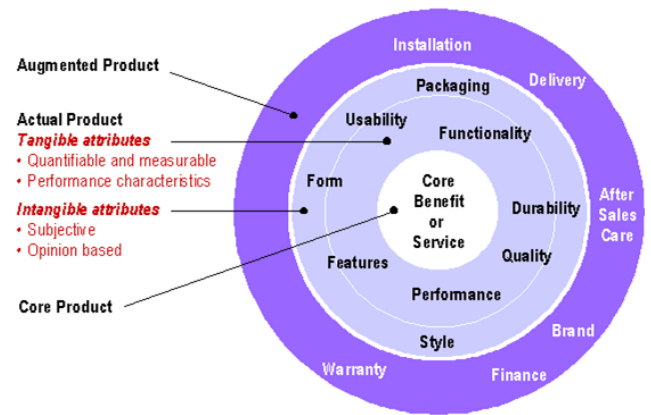 Augmented Product
Actual Product
Tangible attributes
• Quantifiable and measurable
• Performance characteristics
Intangible attributes
• Subjective
• Opinion based
Core Product
Installation
Delivery
After
Sales
Care
Brand
Finance
Warranty
Packaging
Usability
Functionality
Form
Durability
Quality
Features
Performance
Style
Core
Benefit
or
Service